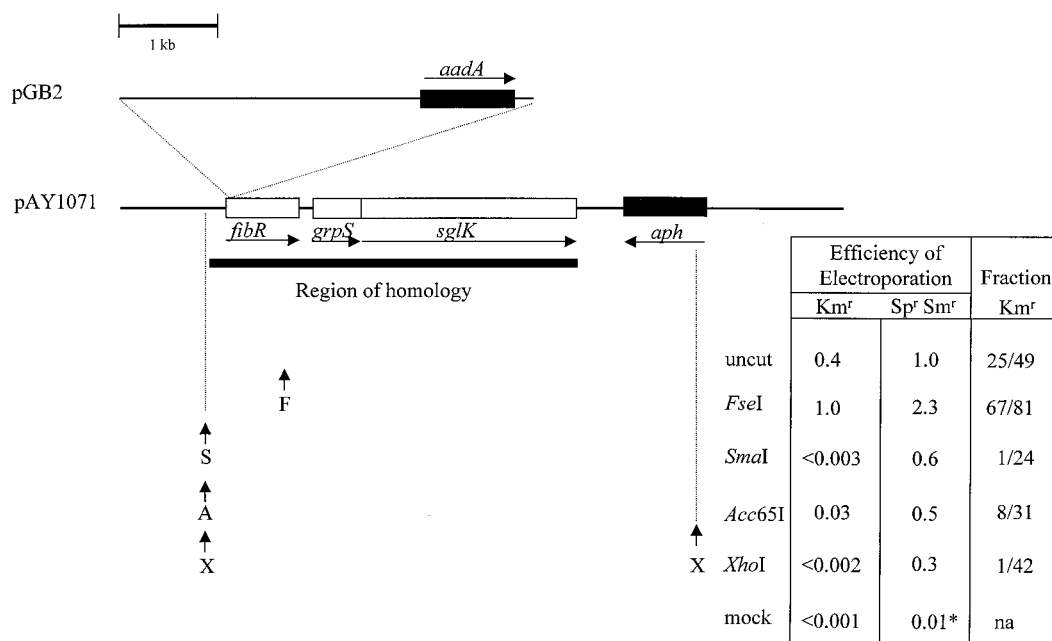 1 kb
aadA
pGB2
pAY1071
fibR grpS sglK aph
Region of homology
F
S
A
X X
Efficiency of Electroporation Fraction
Kmʳ Spʳ Smʳ Kmʳ
uncut 0.4 1.0 25/49
FseI 1.0 2.3 67/81
SmaI <0.003 0.6 1/24
Acc65I 0.03 0.5 8/31
XhoI <0.002 0.3 1/42
mock <0.001 0.01* na